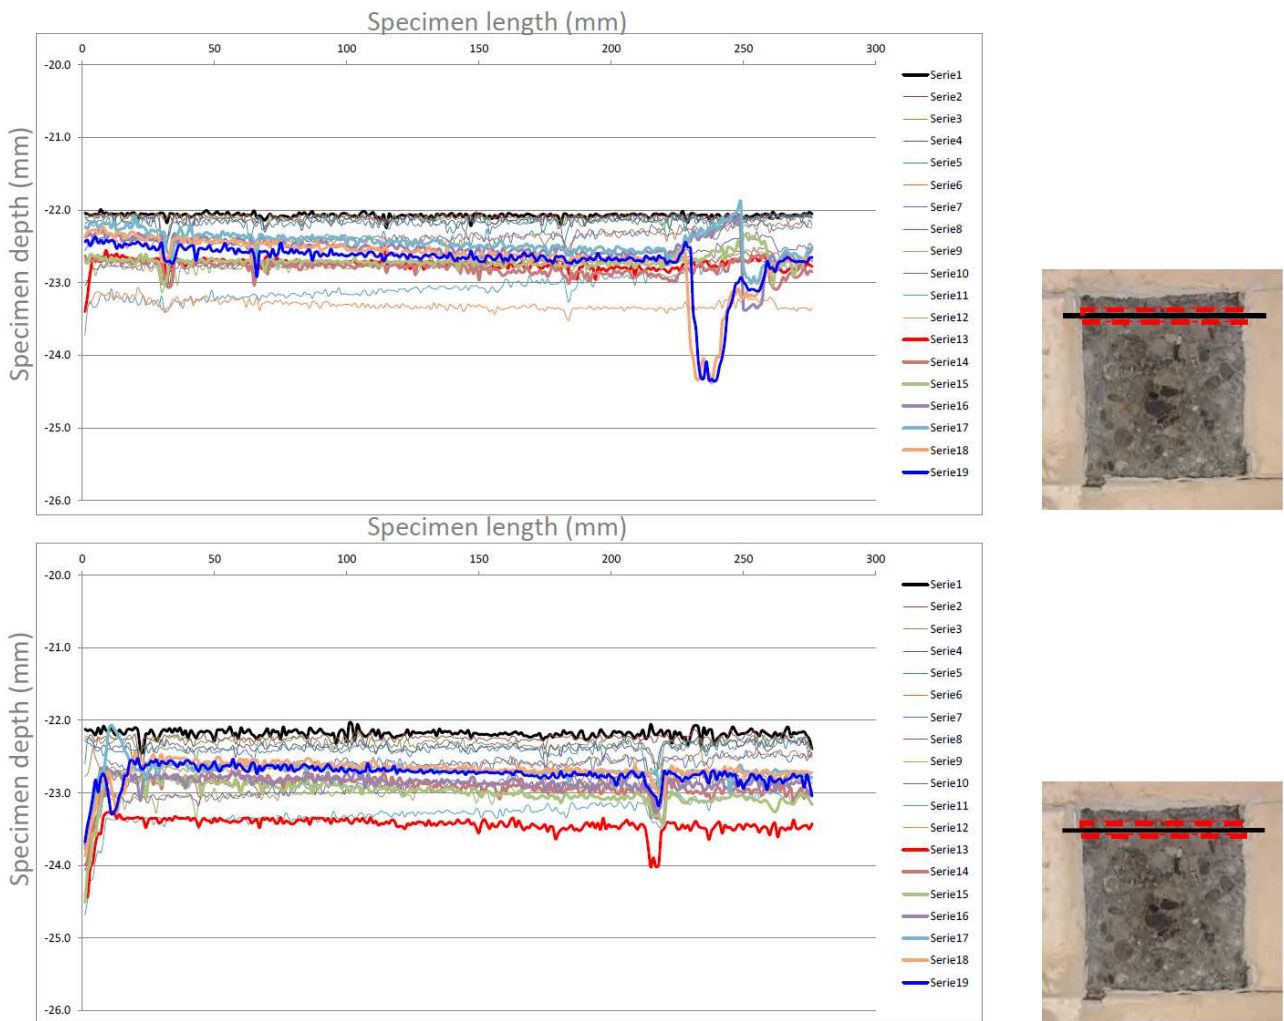 Specimen length (mm)
0 50 100 150 200 250 300
Specimen depth (mm)
-20.0
-21.0
-22.0
-23.0
-24.0
-25.0
-26.0
Serie1
Serie2
Serie3
Serie4
Serie5
Serie6
Serie7
Serie8
Serie9
Serie10
Serie11
Serie12
Serie13
Serie14
Serie15
Serie16
Serie17
Serie18
Serie19
Specimen length (mm)
0 50 100 150 200 250 300
Specimen depth (mm)
-20.0
-21.0
-22.0
-23.0
-24.0
-25.0
-26.0
Serie1
Serie2
Serie3
Serie4
Serie5
Serie6
Serie7
Serie8
Serie9
Serie10
Serie11
Serie12
Serie13
Serie14
Serie15
Serie16
Serie17
Serie18
Serie19